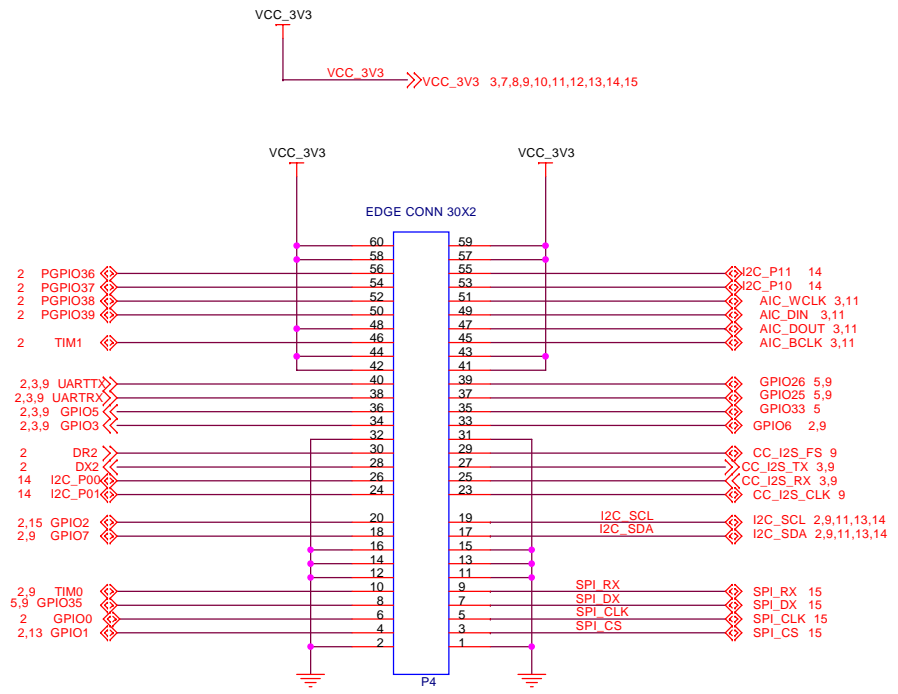 VCC_3V3
VCC_3V3
VCC_3V3 3,7,8,9,10,11,12,13,14,15
VCC_3V3 VCC_3V3
EDGE CONN 30X2
60 59
58 57
2 PGPIO36 56 55 I2C_P11 14
2 PGPIO37 54 53 I2C_P10 14
2 PGPIO38 52 51 AIC_WCLK 3,11
2 PGPIO39 50 49 AIC_DIN 3,11
48 47 AIC_DOUT 3,11
2 TIM1 46 45 AIC_BCLK 3,11
44 43
42 41
2,3,9 UARTTX 40 39 GPIO26 5,9
2,3,9 UARTRX 38 37 GPIO25 5,9
2,3,9 GPIO5 36 35 GPIO33 5
2,3,9 GPIO3 34 33 GPIO6 2,9
32 31
2 DR2 30 29 CC_I2S_FS 9
2 DX2 28 27 CC_I2S_TX 3,9
14 I2C_P00 26 25 CC_I2S_RX 3,9
14 I2C_P01 24 23 CC_I2S_CLK 9
2,15 GPIO2 20 19 I2C_SCL I2C_SCL 2,9,11,13,14
2,9 GPIO7 18 17 I2C_SDA I2C_SDA 2,9,11,13,14
16 15
14 13
12 11
2,9 TIM0 10 9 SPI_RX SPI_RX 15
5,9 GPIO35 8 7 SPI_DX SPI_DX 15
2 GPIO0 6 5 SPI_CLK SPI_CLK 15
2,13 GPIO1 4 3 SPI_CS SPI_CS 15
2 1
P4